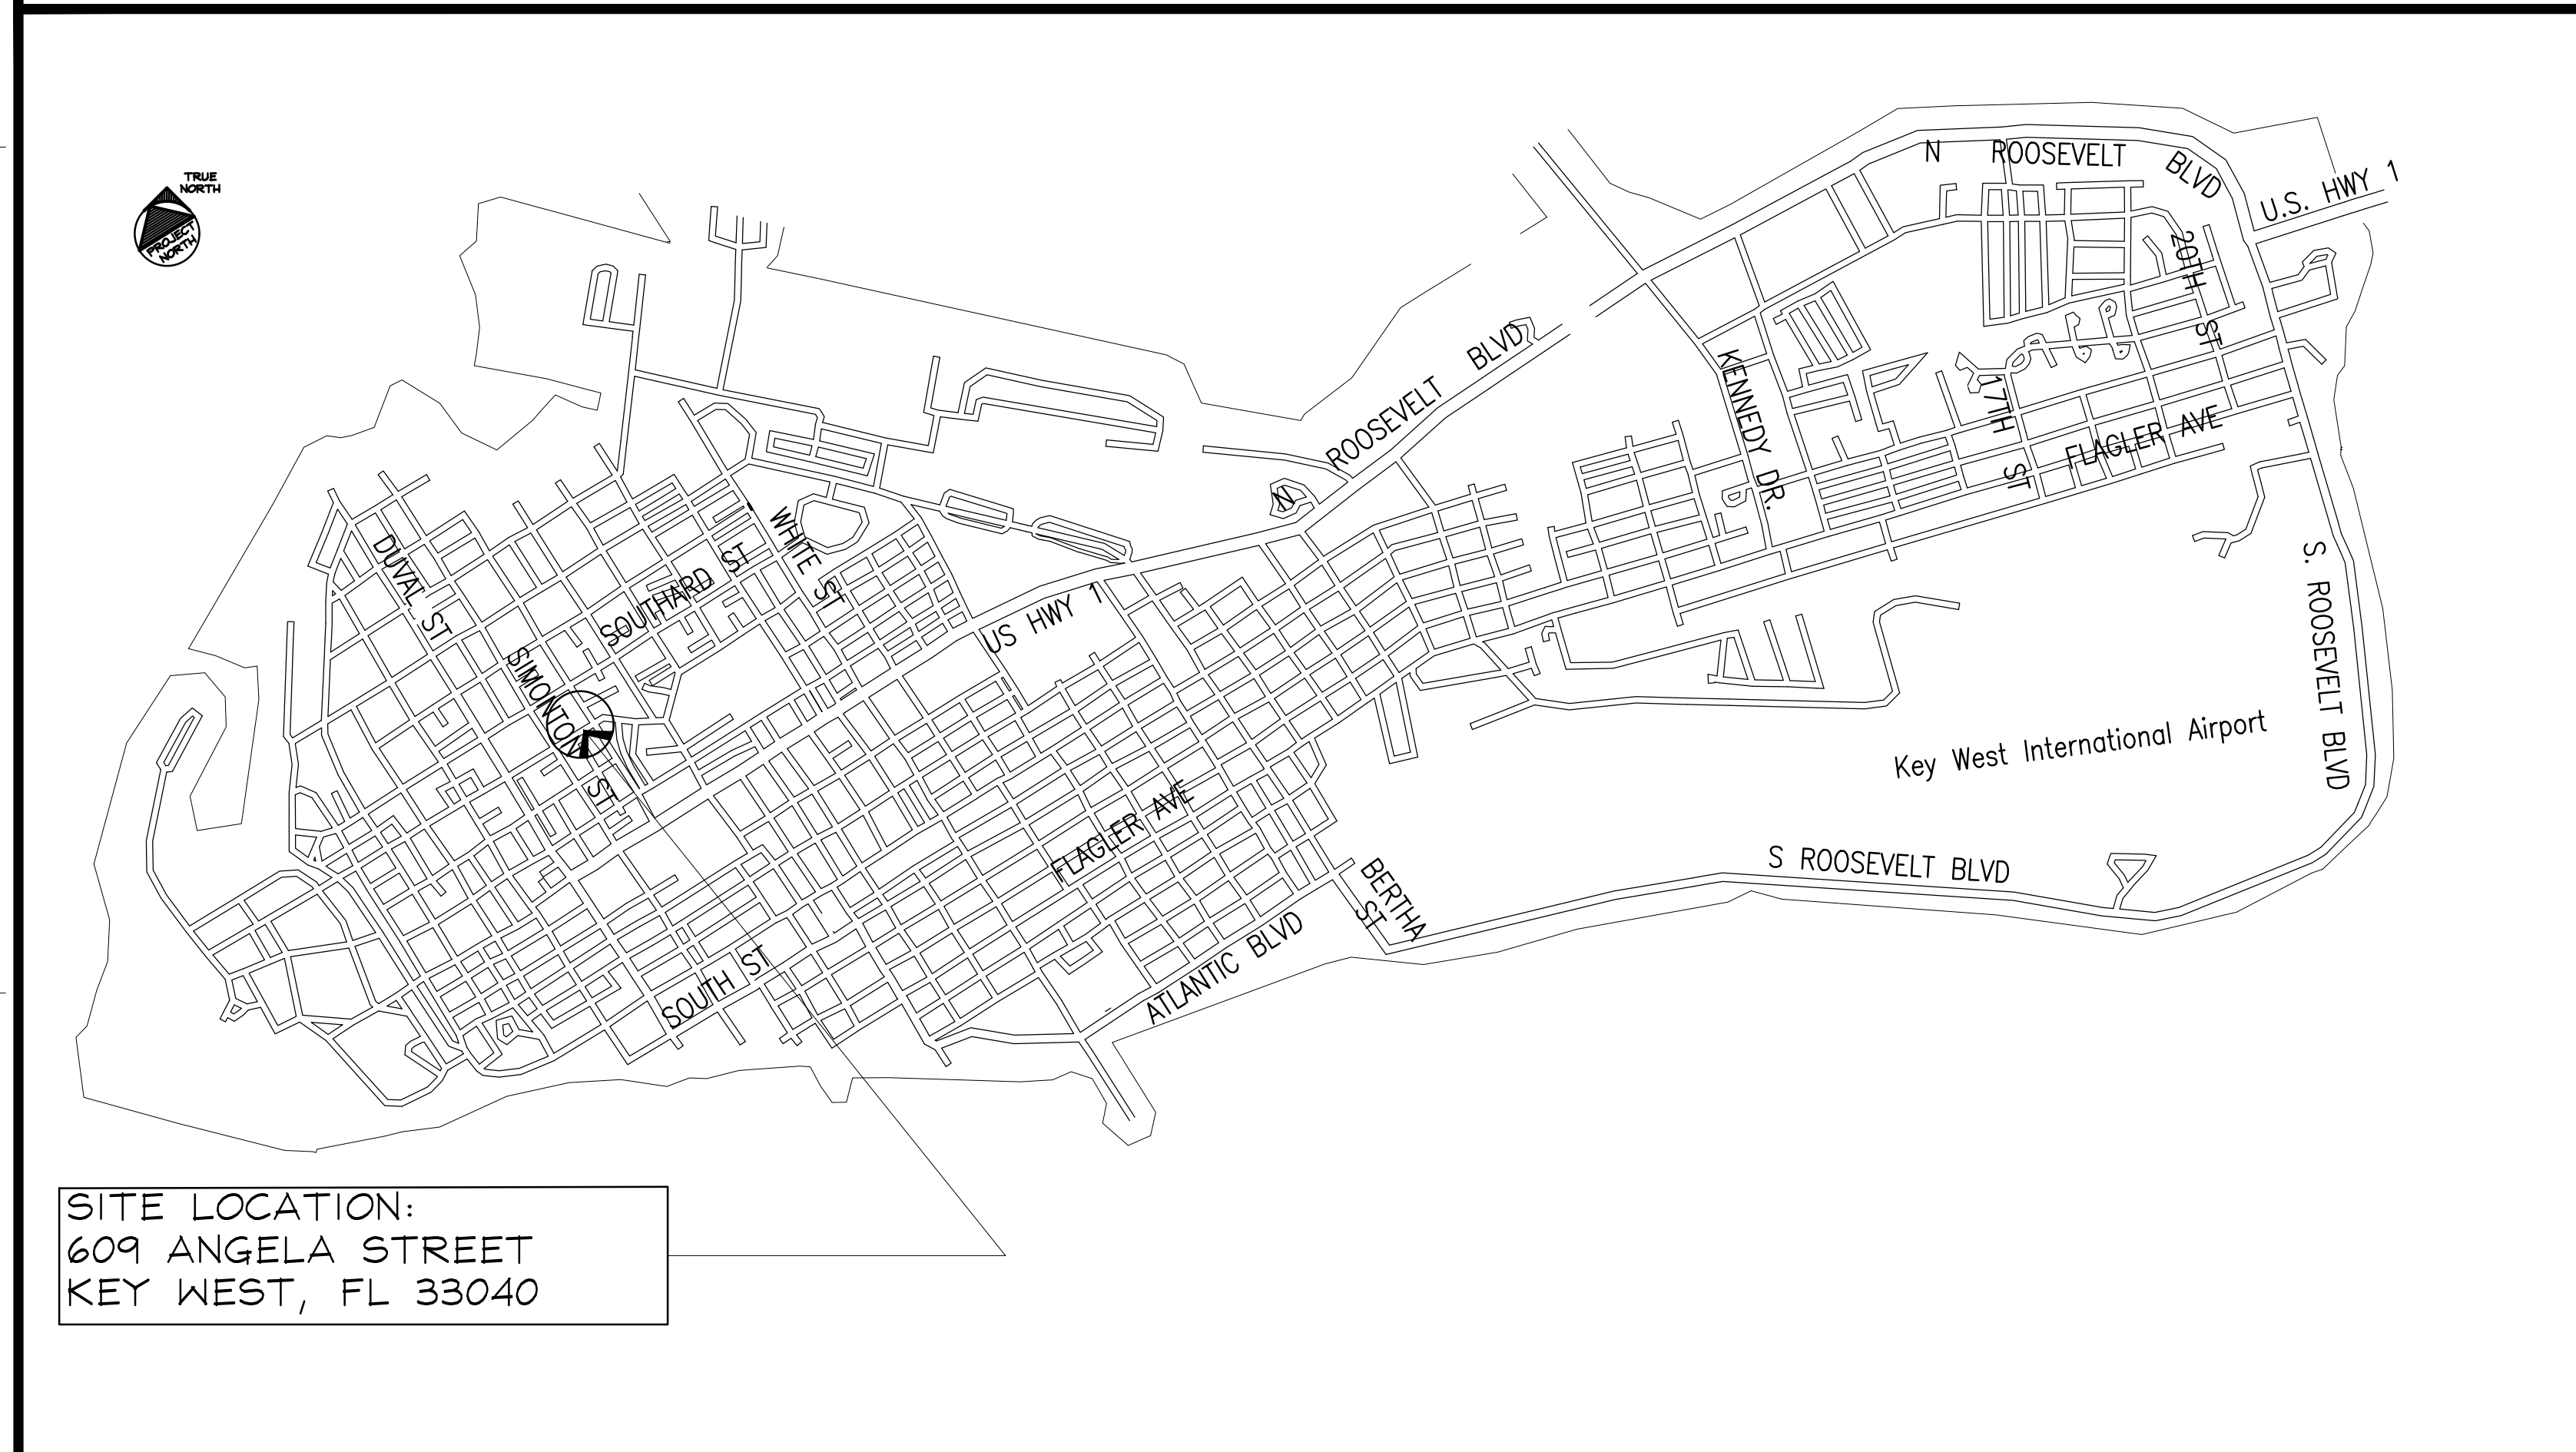 TRUE
NORTH
PROJECT
NORTH
N ROOSEVELT BLVD
U.S. HWY 1
20TH ST
N ROOSEVELT BLVD
KENNEDY DR.
17TH ST
FLAGLER AVE
DUVAL ST
SOUTHARD ST
WHITE ST
US HWY 1
SIMONTON ST
S. ROOSEVELT BLVD
Key West International Airport
FLAGLER AVE
S ROOSEVELT BLVD
BERTHA ST
SOUTH ST
ATLANTIC BLVD
SITE LOCATION:
609 ANGELA STREET
KEY WEST, FL 33040